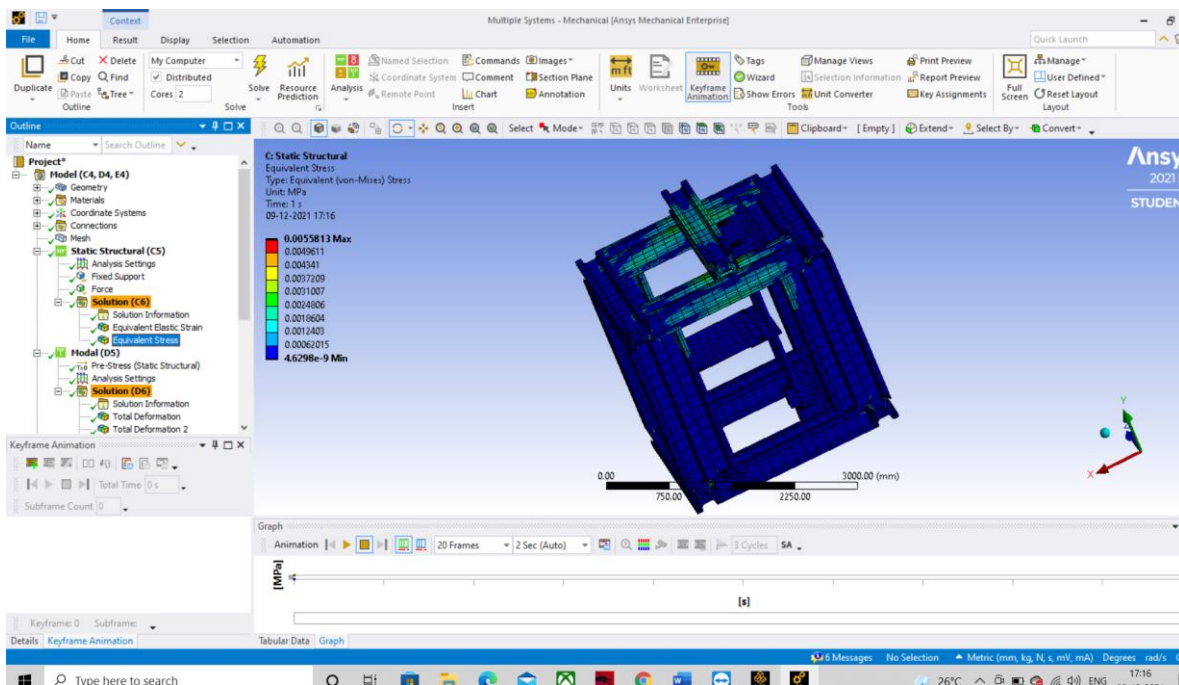 Context
Multiple Systems - Mechanical [Ansys Mechanical Enterprise]
File Home Result Display Selection Automation Quick Launch
Duplicate
Cut
Copy
Paste
Delete
Find
Tree
Outline
My Computer
Distributed
Cores 2
Solve
Resource Prediction
Solve
Analysis
Named Selection
Coordinate System
Remote Point
Commands
Comment
Chart
Images
Section Plane
Annotation
Insert
Units
Worksheet
Keyframe Animation
Tags
Wizard
Show Errors
Manage Views
Selection Information
Unit Converter
Print Preview
Report Preview
Key Assignments
Tools
Full Screen
Manage
User Defined
Reset Layout
Layout
Outline
Name Search Outline
Select Mode Clipboard [ Empty ] Extend Select By Convert
Project*
Model (C4, D4, E4)
Geometry
Materials
Coordinate Systems
Connections
Mesh
Static Structural (C5)
Analysis Settings
Fixed Support
Force
Solution (C6)
Solution Information
Equivalent Elastic Strain
Equivalent Stress
Modal (D5)
Pre-Stress (Static Structural)
Analysis Settings
Solution (D6)
Solution Information
Total Deformation
Total Deformation 2
C: Static Structural
Equivalent Stress
Type: Equivalent (von-Mises) Stress
Unit: MPa
Time: 1 s
09-12-2021 17:16
0.0055813 Max
0.0049611
0.004341
0.0037209
0.0031007
0.0024806
0.0018604
0.0012403
0.00062015
4.6298e-9 Min
Ansy
2021
STUDEN
Y
X
0.00 3000.00 (mm)
750.00 2250.00
Keyframe Animation
Total Time 0 s
Subframe Count 0
Keyframe: 0 Subframe:
Details Keyframe Animation
Graph
Animation 20 Frames 2 Sec (Auto) 3 Cycles SA
[MPa]
[s]
Tabular Data Graph
6 Messages No Selection Metric (mm, kg, N, s, mV, mA) Degrees rad/s
Type here to search
26°C ENG 17:16